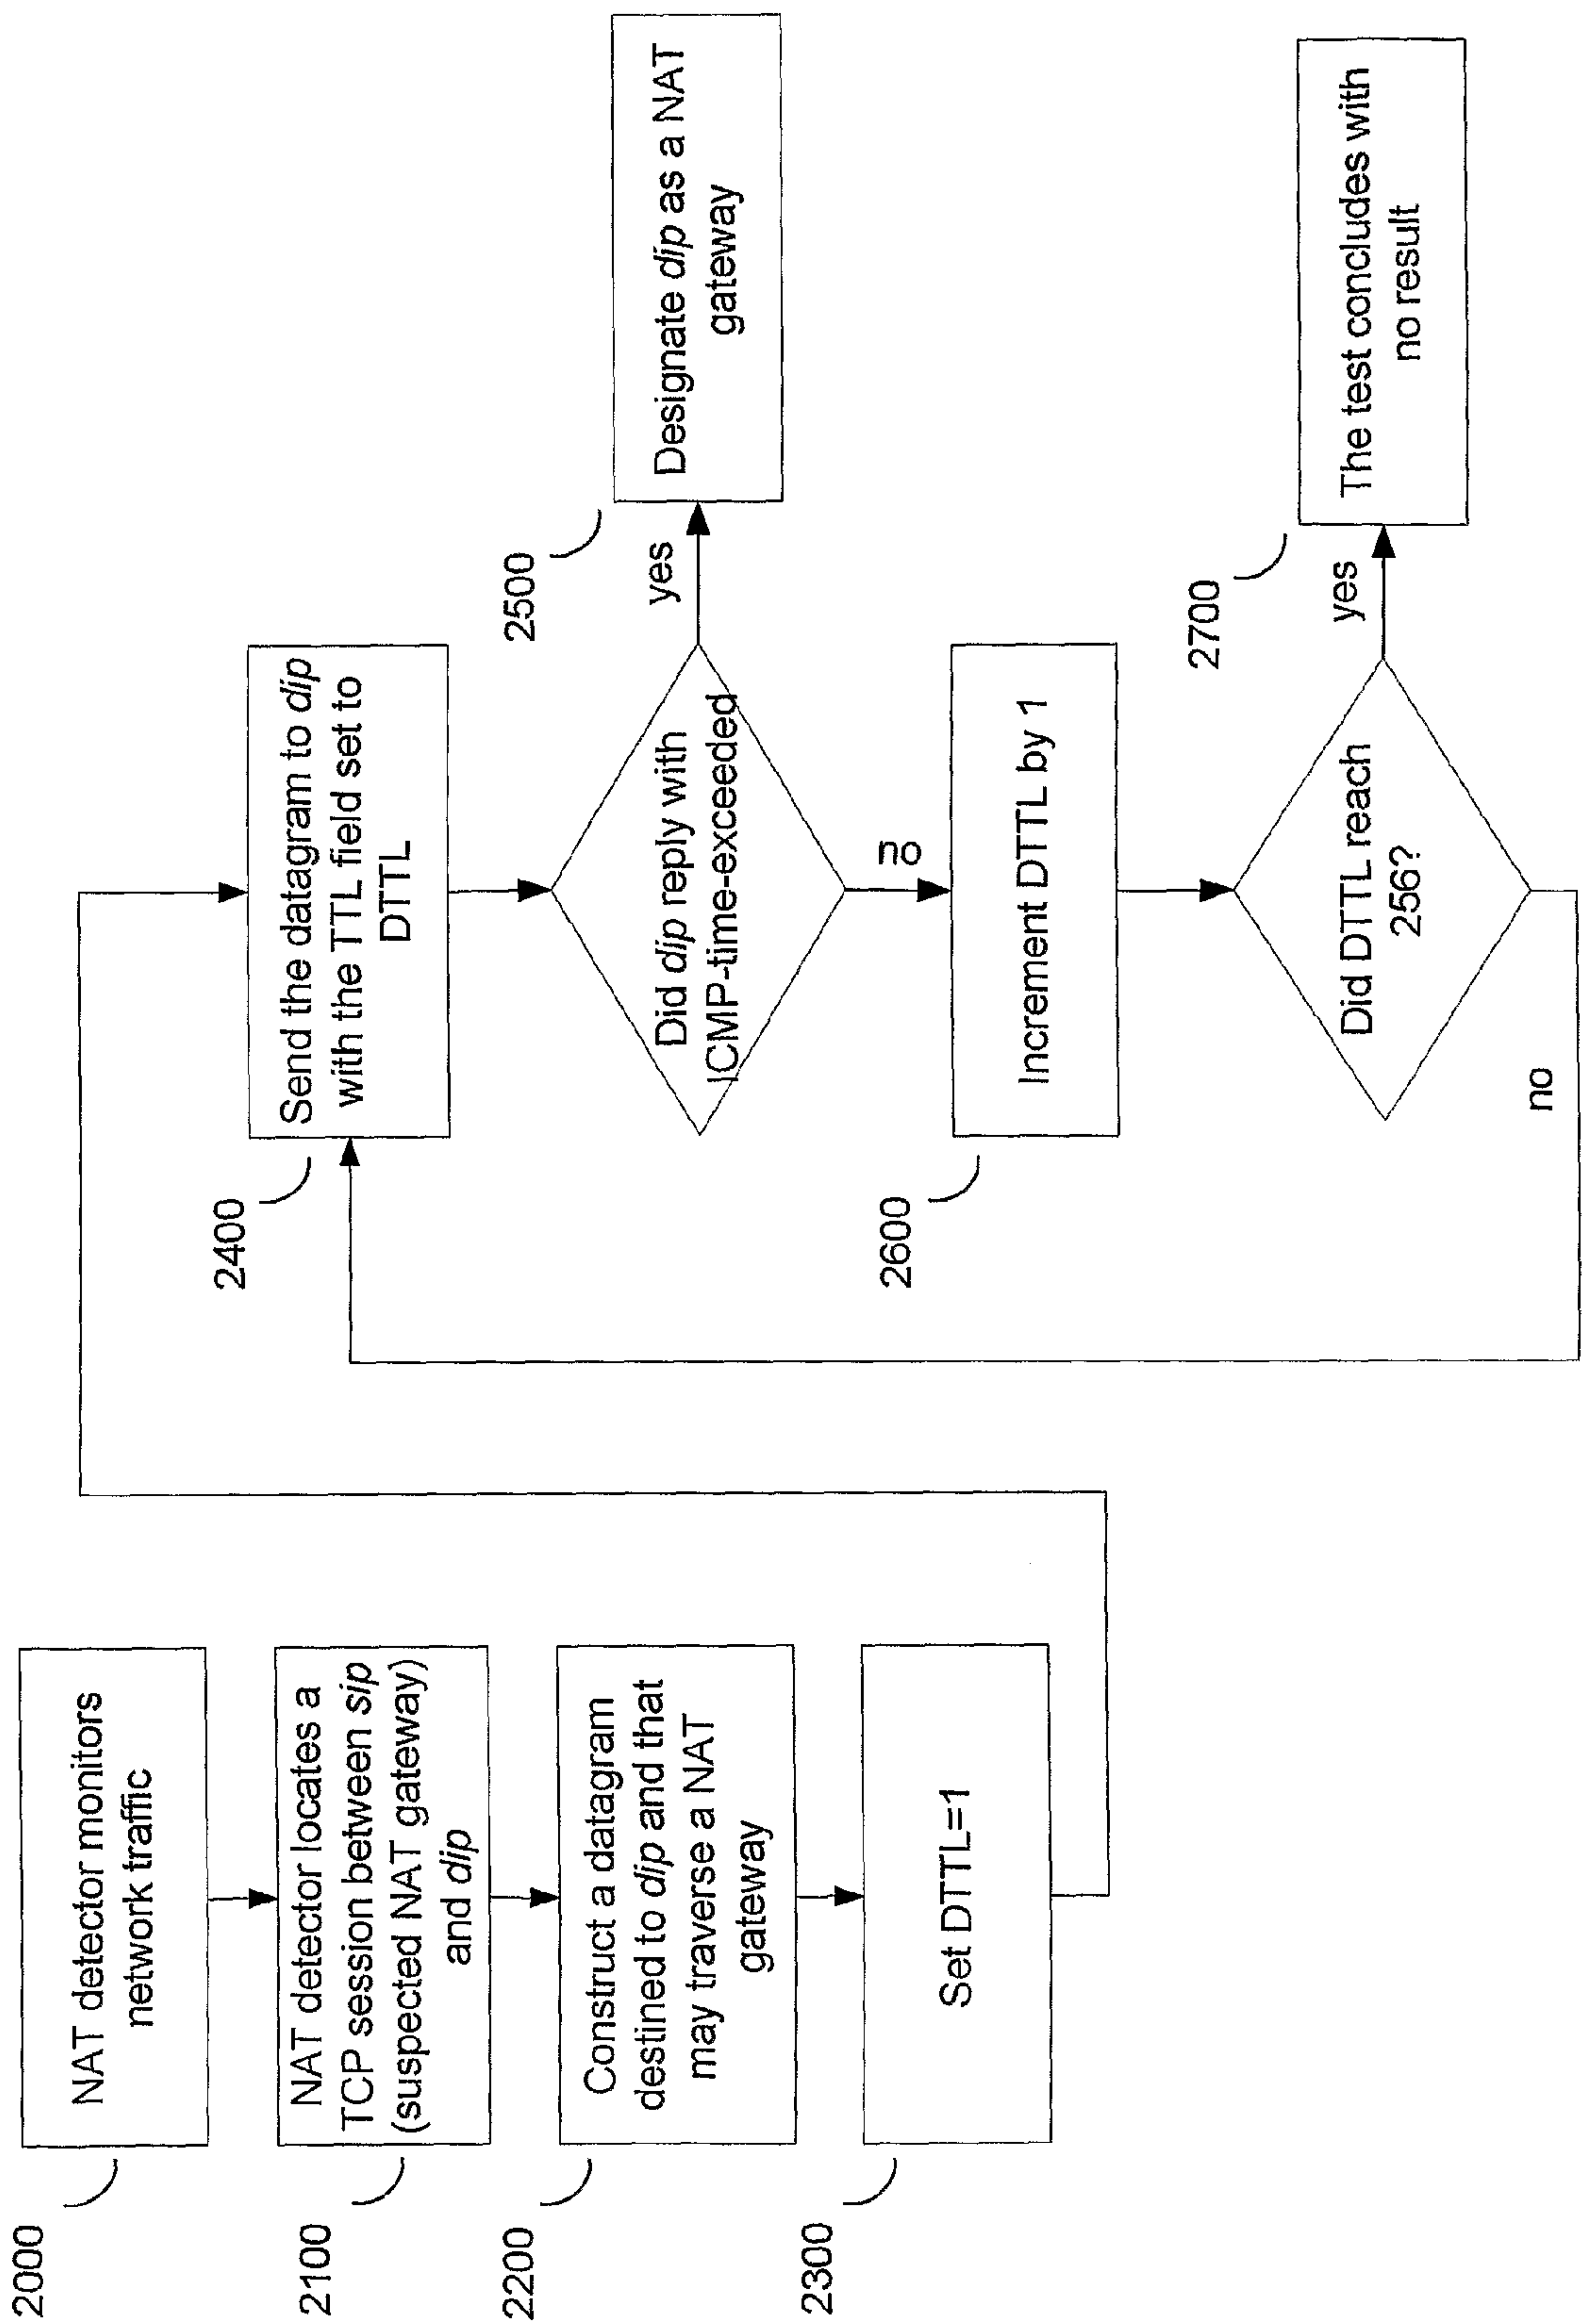 2000
NAT detector monitors
network traffic
2100
NAT detector locates a
TCP session between sip
(suspected NAT gateway)
and dip
2200
Construct a datagram
destined to dip and that
may traverse a NAT
gateway
2300
Set DTTL=1
2400
Send the datagram to dip
with the TTL field set to
DTTL
Did dip reply with
ICMP-time-exceeded
yes
2500
Designate dip as a NAT
gateway
no
2600
Increment DTTL by 1
Did DTTL reach
256?
yes
2700
The test concludes with
no result
no